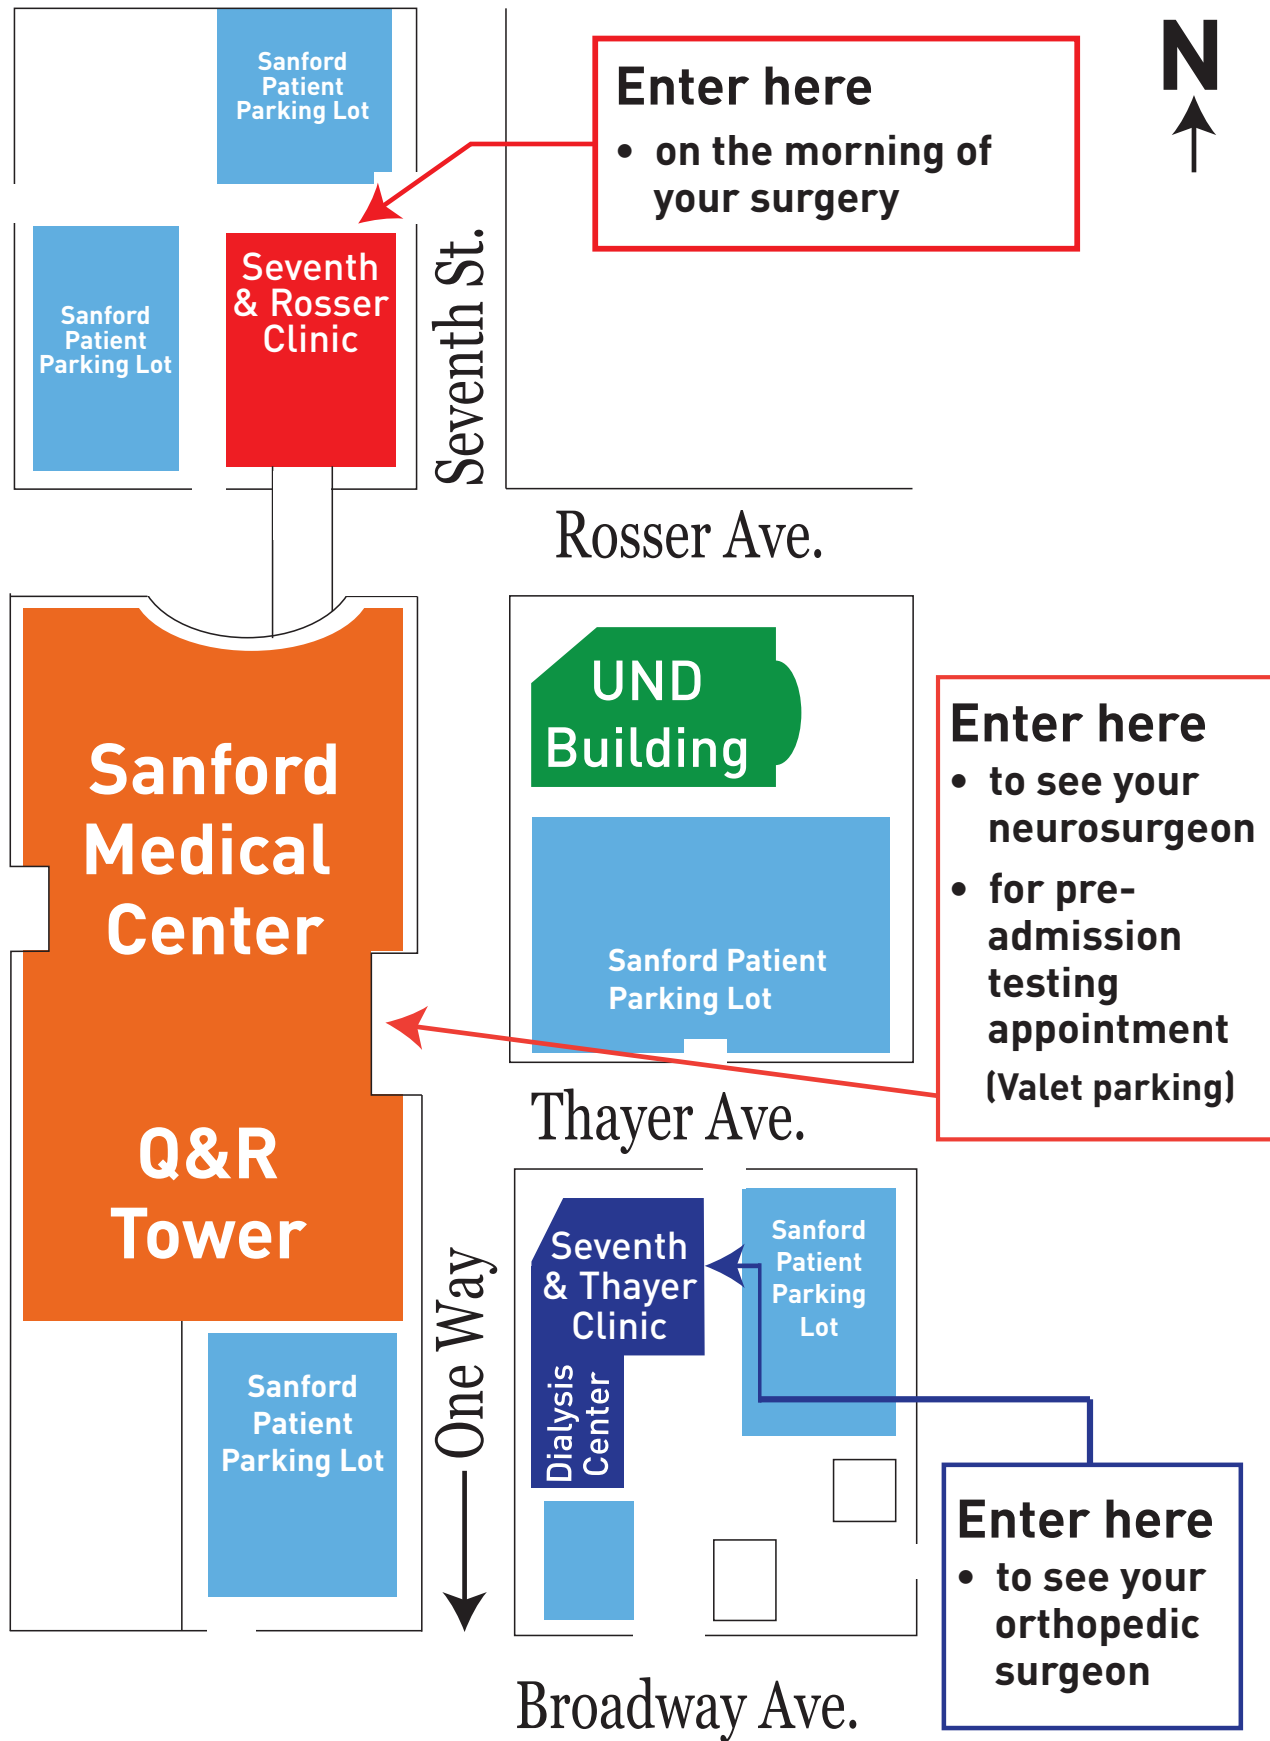 Sanford
Patient
Parking Lot
N
Enter here
• on the morning of
your surgery
Sanford
Patient
Parking Lot
Seventh
& Rosser
Clinic
Seventh St.
Rosser Ave.
Sanford
Medical
Center
Q&R
Tower
UND
Building
Sanford Patient
Parking Lot
Enter here
• to see your
neurosurgeon
• for pre-
admission
testing
appointment
(Valet parking)
Thayer Ave.
Seventh
& Thayer
Clinic
Dialysis
Center
Sanford
Patient
Parking
Lot
Sanford
Patient
Parking Lot
One Way
Enter here
• to see your
orthopedic
surgeon
Broadway Ave.